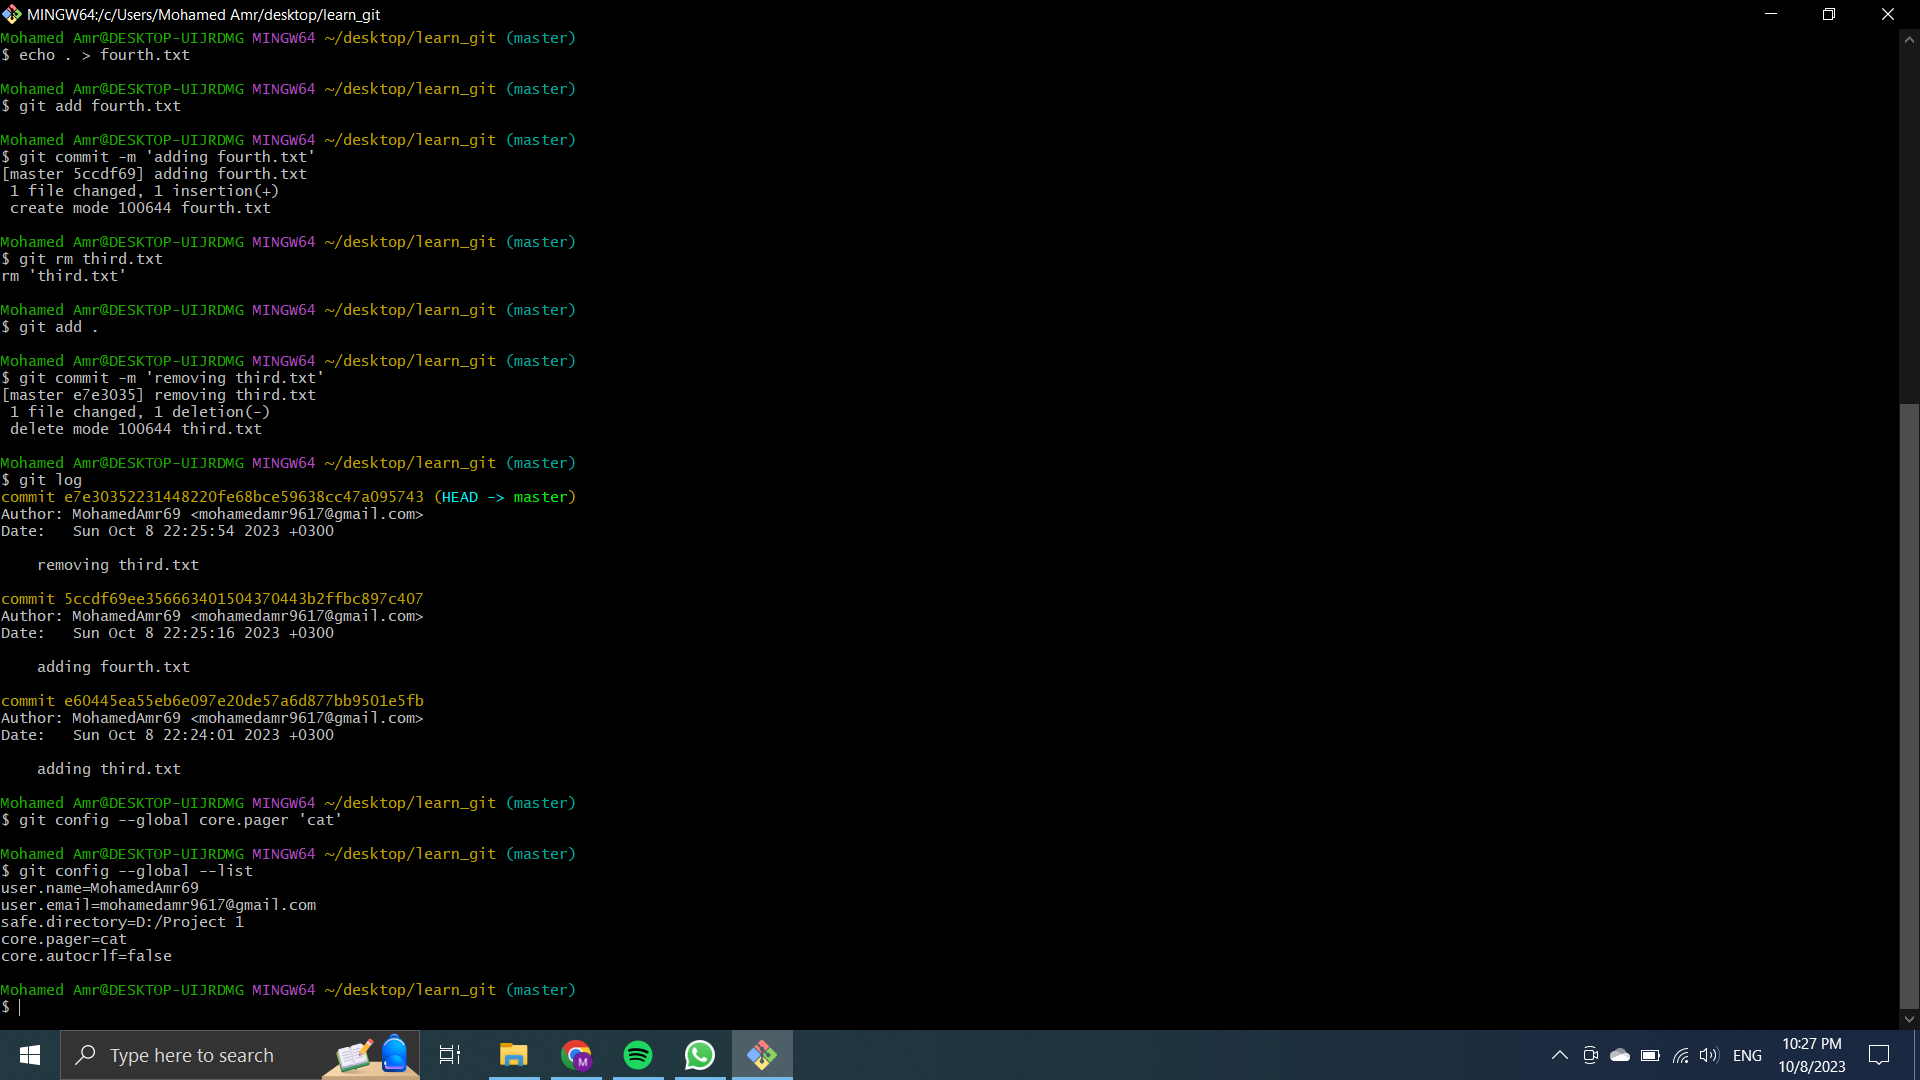 MINGW64:/c/Users/Mohamed Amr/desktop/learn_git
Mohamed Amr@DESKTOP-UIJRDMG MINGW64 ~/desktop/learn_git (master)
$ echo . > fourth.txt
Mohamed Amr@DESKTOP-UIJRDMG MINGW64 ~/desktop/learn_git (master)
$ git add fourth.txt
Mohamed Amr@DESKTOP-UIJRDMG MINGW64 ~/desktop/learn_git (master)
$ git commit -m 'adding fourth.txt'
[master 5ccdf69] adding fourth.txt
 1 file changed, 1 insertion(+)
 create mode 100644 fourth.txt
Mohamed Amr@DESKTOP-UIJRDMG MINGW64 ~/desktop/learn_git (master)
$ git rm third.txt
rm 'third.txt'
Mohamed Amr@DESKTOP-UIJRDMG MINGW64 ~/desktop/learn_git (master)
$ git add .
Mohamed Amr@DESKTOP-UIJRDMG MINGW64 ~/desktop/learn_git (master)
$ git commit -m 'removing third.txt'
[master e7e3035] removing third.txt
 1 file changed, 1 deletion(-)
 delete mode 100644 third.txt
Mohamed Amr@DESKTOP-UIJRDMG MINGW64 ~/desktop/learn_git (master)
$ git log
commit e7e30352231448220fe68bce59638cc47a095743 (HEAD -> master)
Author: MohamedAmr69 <mohamedamr9617@gmail.com>
Date:   Sun Oct 8 22:25:54 2023 +0300
    removing third.txt
commit 5ccdf69ee356663401504370443b2ffbc897c407
Author: MohamedAmr69 <mohamedamr9617@gmail.com>
Date:   Sun Oct 8 22:25:16 2023 +0300
    adding fourth.txt
commit e60445ea55eb6e097e20de57a6d877bb9501e5fb
Author: MohamedAmr69 <mohamedamr9617@gmail.com>
Date:   Sun Oct 8 22:24:01 2023 +0300
    adding third.txt
Mohamed Amr@DESKTOP-UIJRDMG MINGW64 ~/desktop/learn_git (master)
$ git config --global core.pager 'cat'
Mohamed Amr@DESKTOP-UIJRDMG MINGW64 ~/desktop/learn_git (master)
$ git config --global --list
user.name=MohamedAmr69
user.email=mohamedamr9617@gmail.com
safe.directory=D:/Project 1
core.pager=cat
core.autocrlf=false
Mohamed Amr@DESKTOP-UIJRDMG MINGW64 ~/desktop/learn_git (master)
$
Type here to search
M
ENG
10:27 PM
10/8/2023